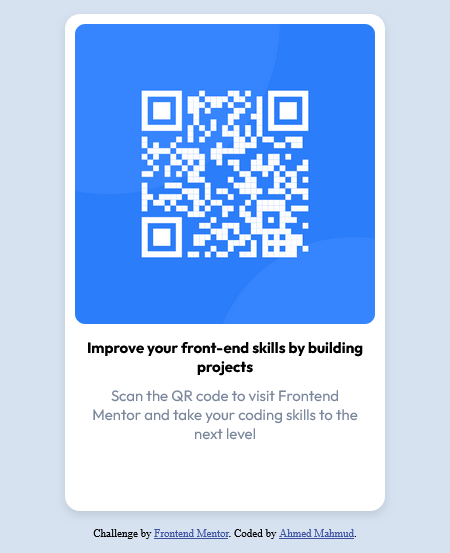 Improve your front-end skills by building
projects
Scan the QR code to visit Frontend
Mentor and take your coding skills to the
next level
Challenge by Frontend Mentor. Coded by Ahmed Mahmud.